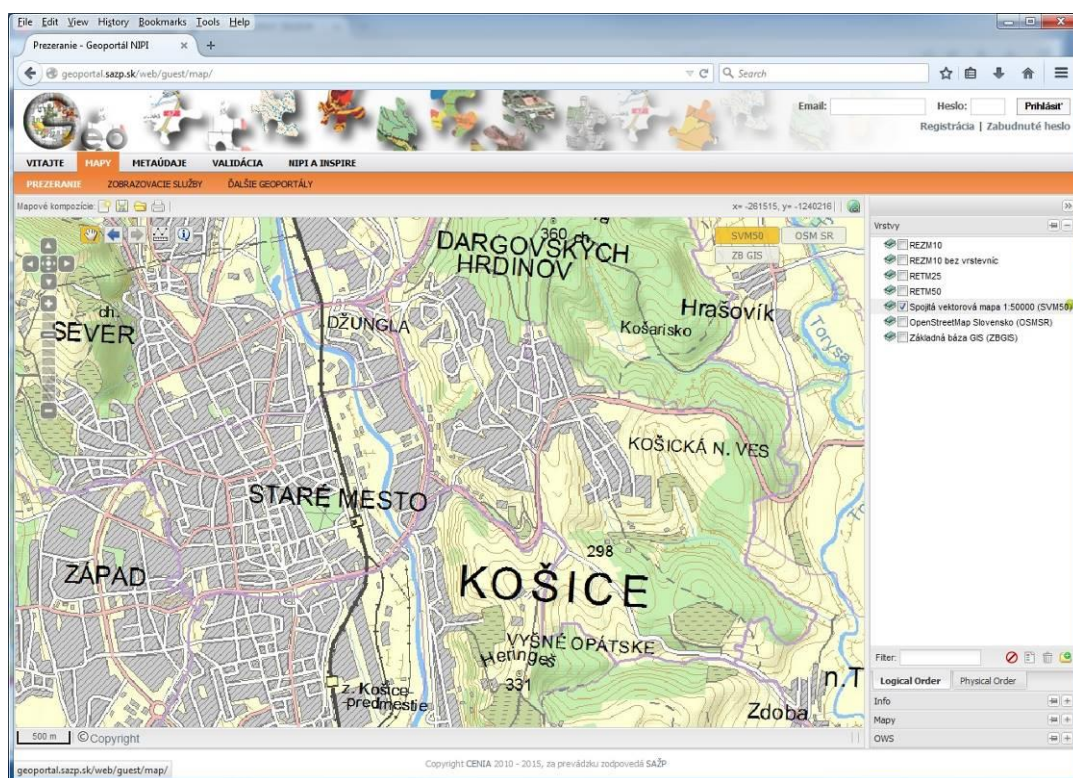 File Edit View History Bookmarks Tools Help
Prezeranie - Geoportál NIPI × +
geoportal.sazp.sk/web/guest/map/
Search
Geo
Email: Heslo: Prihlásiť
Registrácia | Zabudnuté heslo
VITAJTE MAPY METAÚDAJE VALIDÁCIA NIPI A INSPIRE
PREZERANIE ZOBRAZOVACIE SLUŽBY ĎALŠIE GEOPORTÁLY
Mapové kompozície:
x= -261515, y= -1240216
SVM50 OSM SR
ZB GIS
360 ch.
DARGOVSKÝCH
HRDINOV
Hrašovík
Košarisko
Torysa
ch.
SEVER
DŽUNGLA
KOŠICKÁ N. VES
STARÉ MESTO
ZÁPAD
298
KOŠICE
VYŠNÉ OPÁTSKE
Heringeš
331
z. Košice-
-predmestie
n.T
Zdoba
500 m © Copyright
Vrstvy
REZM10
REZM10 bez vrstevníc
RETM25
RETM50
Spojitá vektorová mapa 1:50000 (SVM50)
OpenStreetMap Slovensko (OSMSR)
Základná báza GIS (ZBGIS)
Filter:
Logical Order Physical Order
Info
Mapy
OWS
Copyright CENIA 2010 - 2015, za prevádzku zodpovedá SAŽP
geoportal.sazp.sk/web/guest/map/